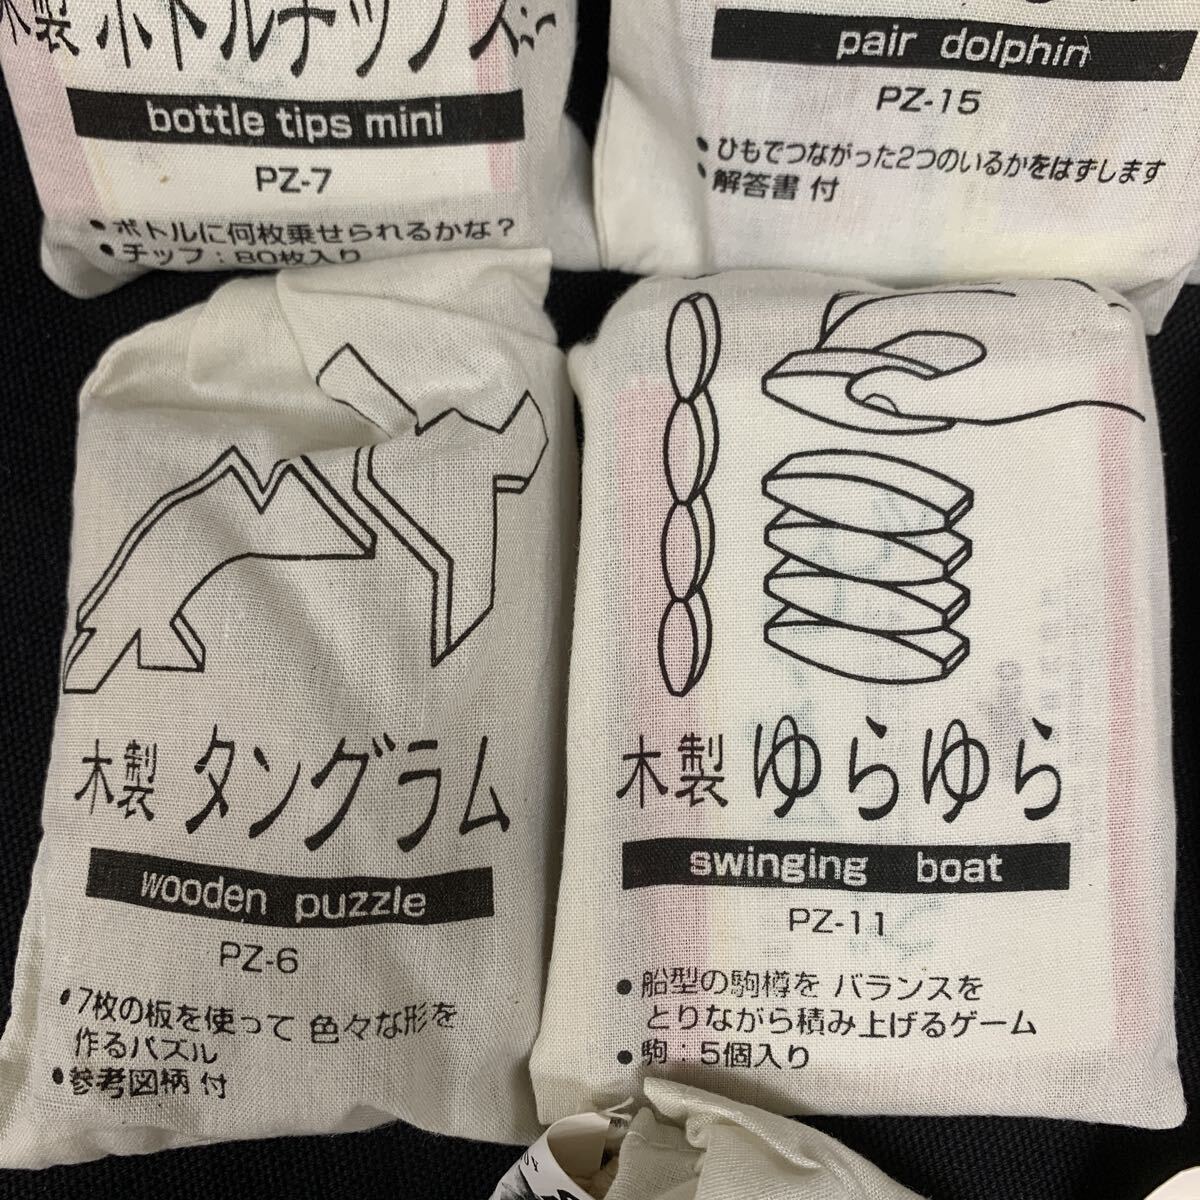 木製 ボトルチップス
bottle tips mini
PZ-7
•ボトルに何枚乗せられるかな？
•チップ：80枚入り
pair dolphin
PZ-15
•ひもでつながった2つのいるかをはずします
•解答書 付
木製 タングラム
wooden puzzle
PZ-6
•7枚の板を使って 色々な形を
作るパズル
•参考図柄 付
木製 ゆらゆら
swinging boat
PZ-11
•船型の駒樽を バランスを
とりながら積み上げるゲーム
•駒：5個入り